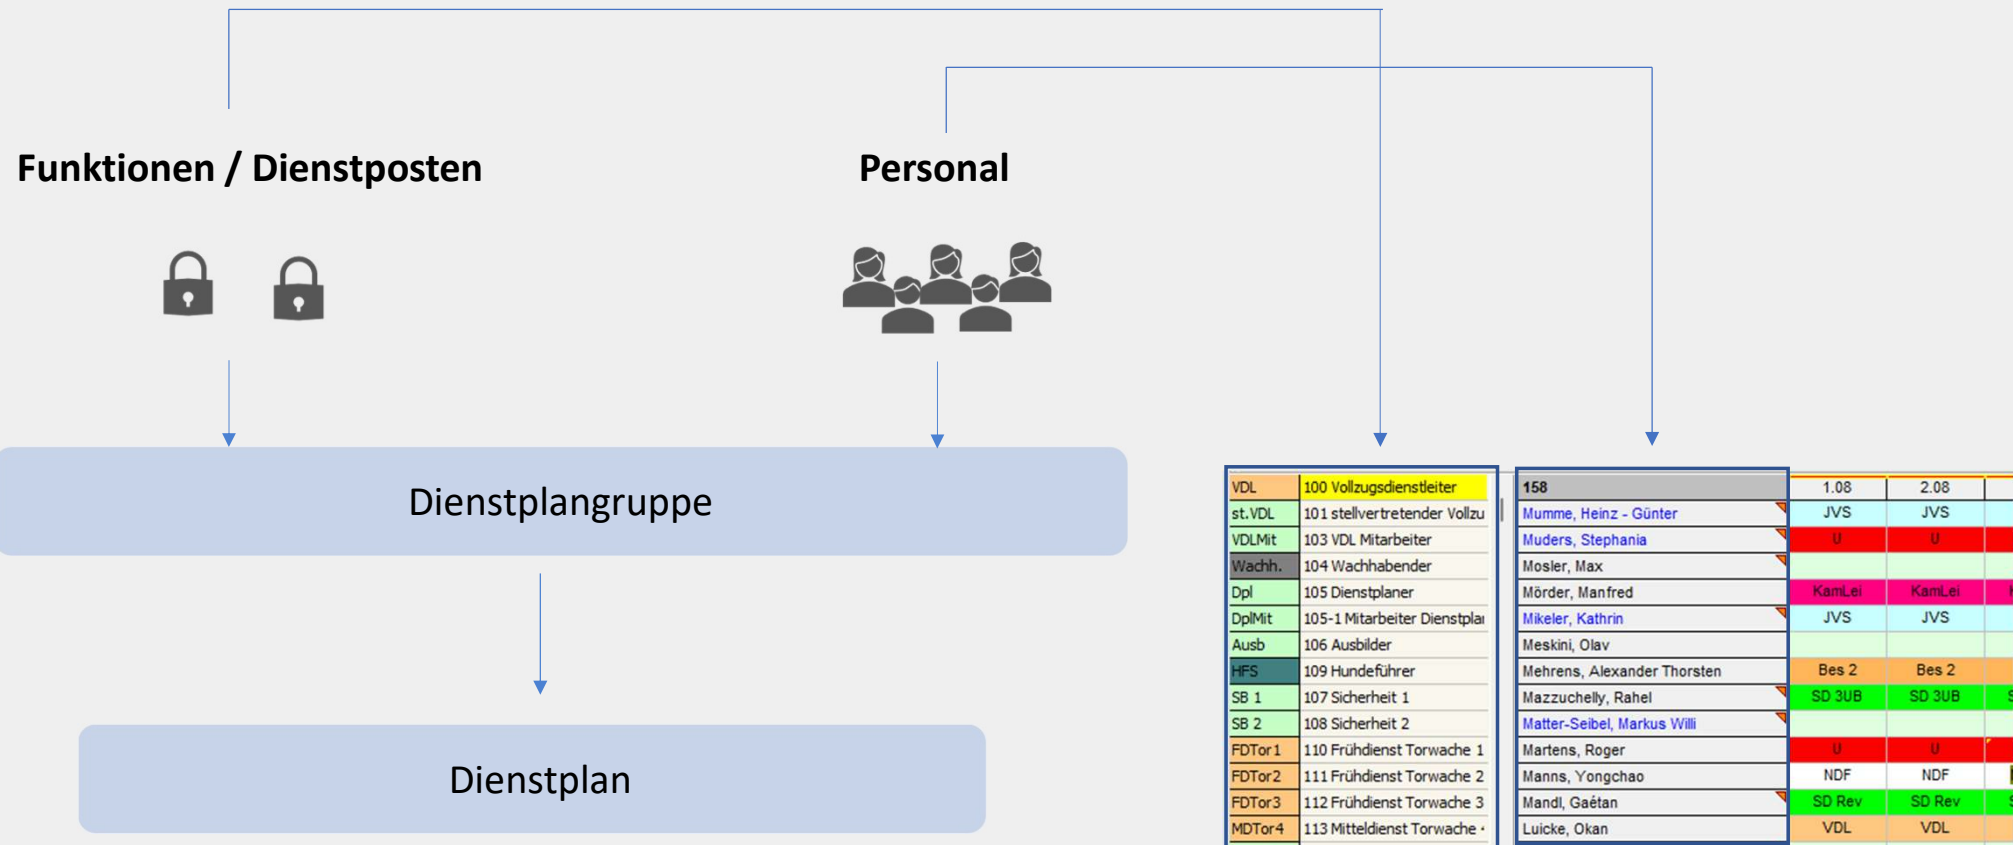 Funktionen / Dienstposten
Personal
Dienstplangruppe
Dienstplan
VDL 100 Vollzugsdienstleiter 158 1.08 2.08
st.VDL 101 stellvertretender Vollzu Mumme, Heinz - Günter JVS JVS
VDLMit 103 VDL Mitarbeiter Muders, Stephania U U
Wachh. 104 Wachhabender Mosler, Max
Dpl 105 Dienstplaner Mörder, Manfred KamLei KamLei
DplMit 105-1 Mitarbeiter Dienstpla Mikeler, Kathrin JVS JVS
Ausb 106 Ausbilder Meskini, Olav
HFS 109 Hundeführer Mehrens, Alexander Thorsten Bes 2 Bes 2
SB 1 107 Sicherheit 1 Mazzuchelly, Rahel SD 3UB SD 3UB
SB 2 108 Sicherheit 2 Matter-Seibel, Markus Willi
FDTor1 110 Frühdienst Torwache 1 Martens, Roger U U
FDTor2 111 Frühdienst Torwache 2 Manns, Yongchao NDF NDF
FDTor3 112 Frühdienst Torwache 3 Mandl, Gaétan SD Rev SD Rev
MDTor4 113 Mitteldienst Torwache Luicke, Okan VDL VDL